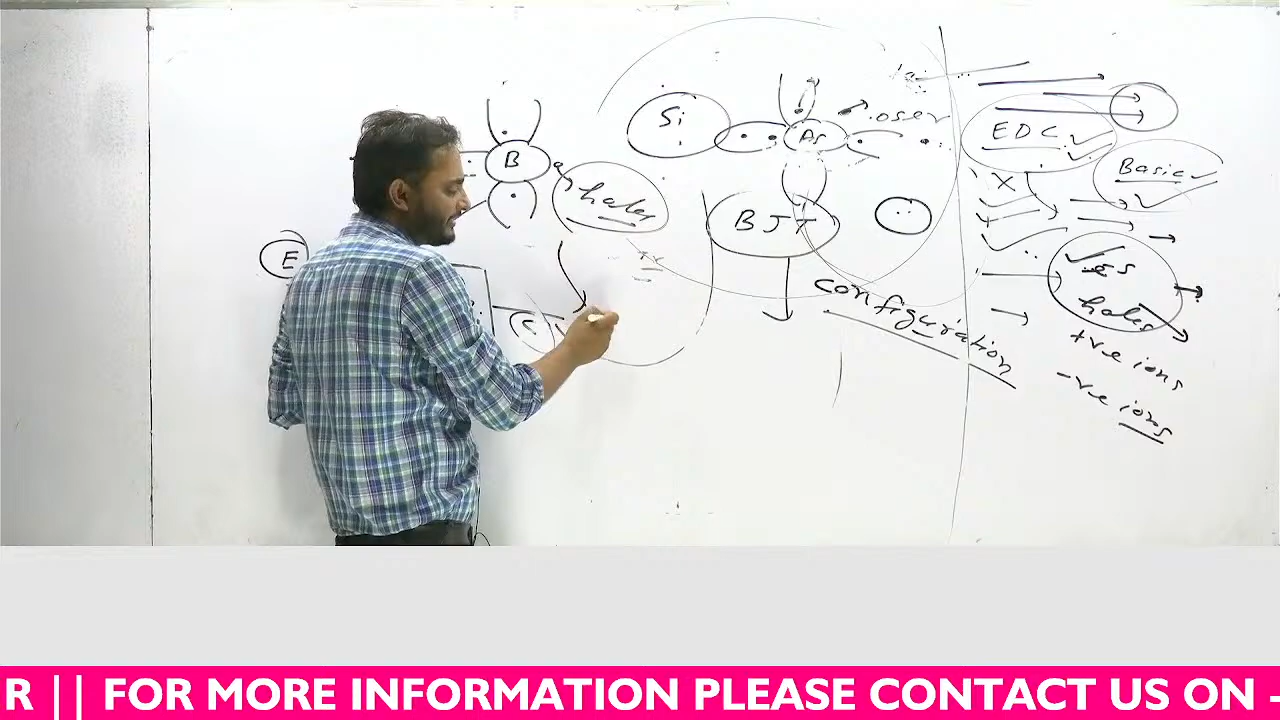 B
holes
E
C
Si
As
BJT
configuration
EDC
Basic
holes
+ve ions
-ve ions
R || FOR MORE INFORMATION PLEASE CONTACT US ON -